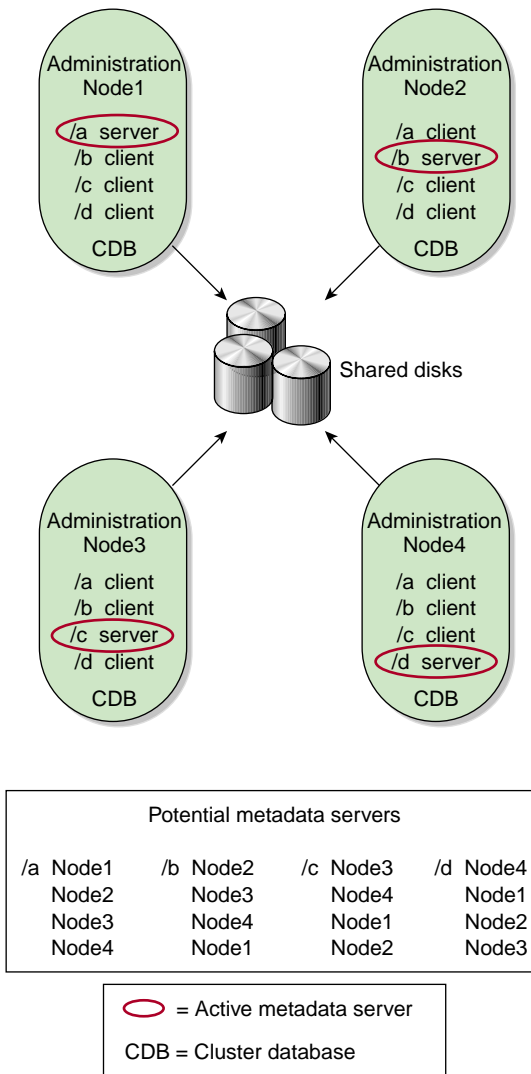 Administration
Node1
/a server
/b client
/c client
/d client
CDB
Administration
Node2
/a client
/b server
/c client
/d client
CDB
Shared disks
Administration
Node3
/a client
/b client
/c server
/d client
CDB
Administration
Node4
/a client
/b client
/c client
/d server
CDB
Potential metadata servers
/a Node1 /b Node2 /c Node3 /d Node4
Node2 Node3 Node4 Node1
Node3 Node4 Node1 Node2
Node4 Node1 Node2 Node3
= Active metadata server
CDB = Cluster database